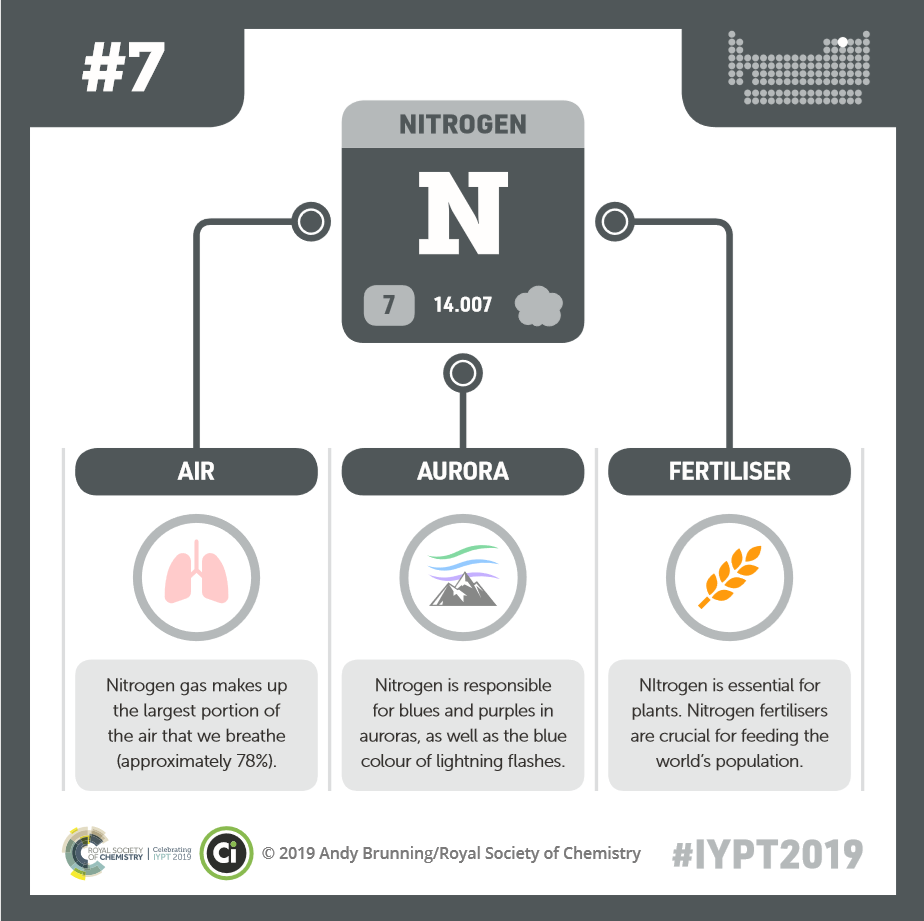 #7
NITROGEN
N
7
14.007
AIR
Nitrogen gas makes up
the largest portion of
the air that we breathe
(approximately 78%).
AURORA
Nitrogen is responsible
for blues and purples in
auroras, as well as the blue
colour of lightning flashes.
FERTILISER
NItrogen is essential for
plants. Nitrogen fertilisers
are crucial for feeding the
world's population.
ROYAL SOCIETY
OF CHEMISTRY
Celebrating
IYPT 2019
Ci
© 2019 Andy Brunning/Royal Society of Chemistry
#IYPT2019